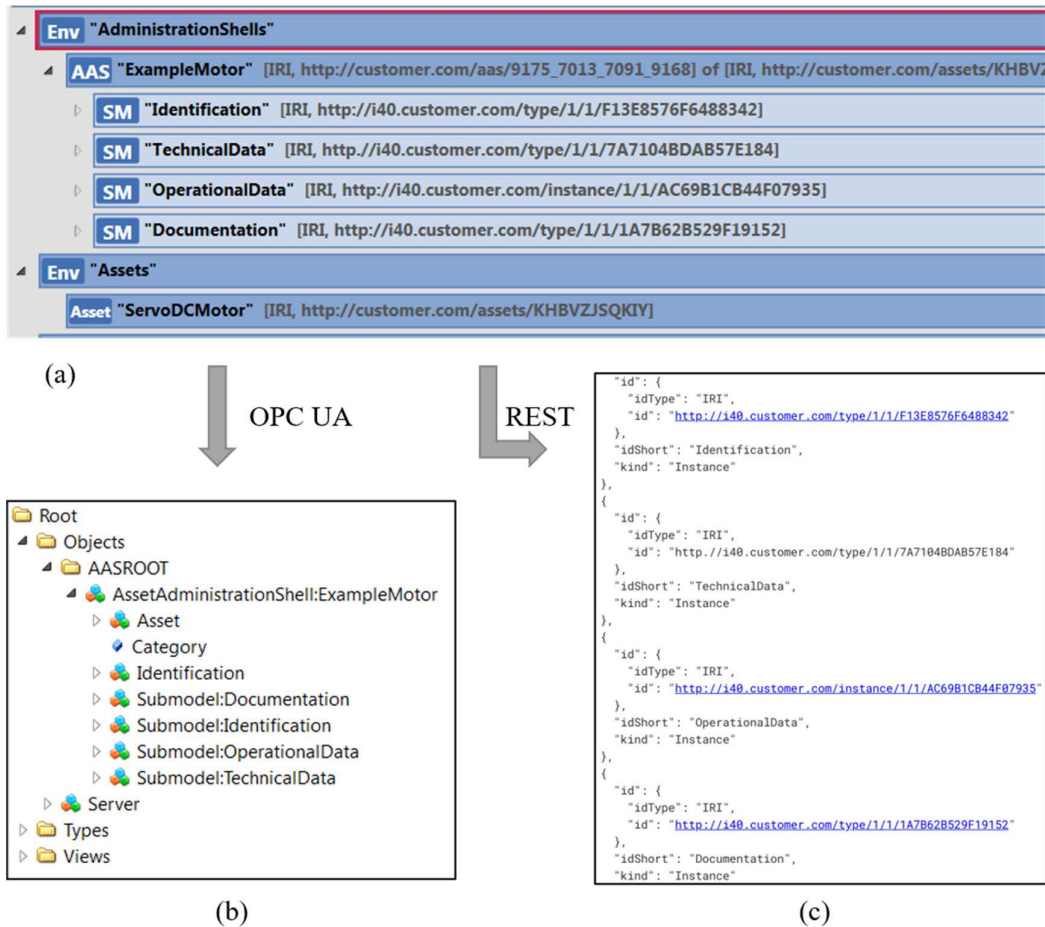 Env "AdministrationShells"
AAS "ExampleMotor" [IRI, http://customer.com/aas/9175_7013_7091_9168] of [IRI, http://customer.com/assets/KHBVZ
SM "Identification" [IRI, http://i40.customer.com/type/1/1/F13E8576F6488342]
SM "TechnicalData" [IRI, http.//i40.customer.com/type/1/1/7A7104BDAB57E184]
SM "OperationalData" [IRI, http://i40.customer.com/instance/1/1/AC69B1CB44F07935]
SM "Documentation" [IRI, http://i40.customer.com/type/1/1/1A7B62B529F19152]
Env "Assets"
Asset "ServoDCMotor" [IRI, http://customer.com/assets/KHBVZJSQKIY]
(a)
OPC UA
REST
Root
Objects
AASROOT
AssetAdministrationShell:ExampleMotor
Asset
Category
Identification
Submodel:Documentation
Submodel:Identification
Submodel:OperationalData
Submodel:TechnicalData
Server
Types
Views
(b)
"id": {
"idType": "IRI",
"id": "http://i40.customer.com/type/1/1/F13E8576F6488342"
},
"idShort": "Identification",
"kind": "Instance"
},
{
"id": {
"idType": "IRI",
"id": "http.//i40.customer.com/type/1/1/7A7104BDAB57E184"
},
"idShort": "TechnicalData",
"kind": "Instance"
},
{
"id": {
"idType": "IRI",
"id": "http://i40.customer.com/instance/1/1/AC69B1CB44F07935"
},
"idShort": "OperationalData",
"kind": "Instance"
},
{
"id": {
"idType": "IRI",
"id": "http://i40.customer.com/type/1/1/1A7B62B529F19152"
},
"idShort": "Documentation",
"kind": "Instance"
(c)